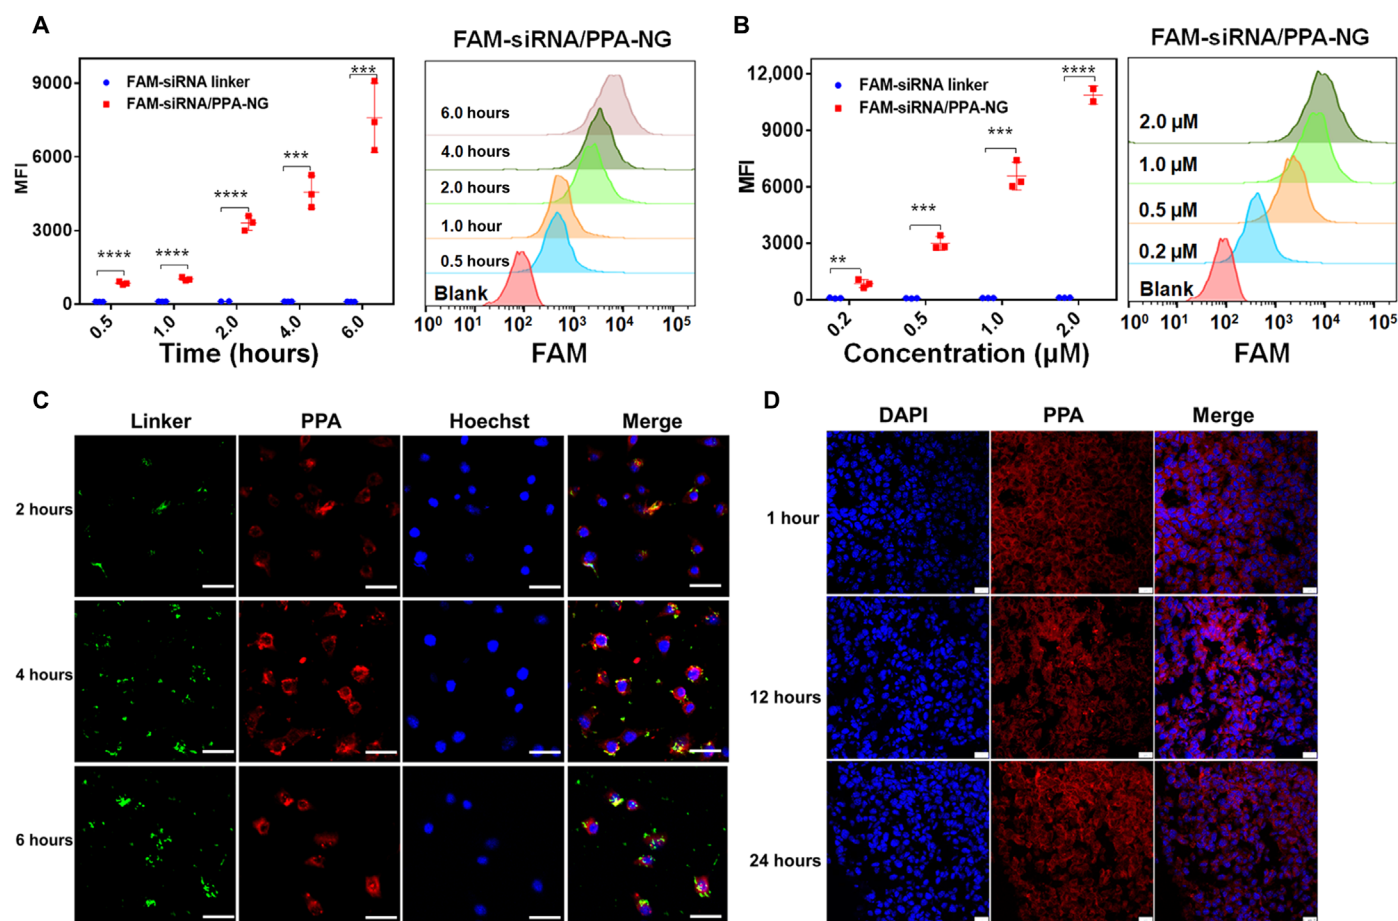 A
FAM-siRNA/PPA-NG
9000
6000
3000
0
MFI
FAM-siRNA linker
FAM-siRNA/PPA-NG
****
****
****
***
***
0.5
1.0
2.0
4.0
6.0
Time (hours)
6.0 hours
4.0 hours
2.0 hours
1.0 hour
0.5 hours
Blank
10⁰ 10¹ 10² 10³ 10⁴ 10⁵
FAM
B
FAM-siRNA/PPA-NG
12,000
9000
6000
3000
0
MFI
FAM-siRNA linker
FAM-siRNA/PPA-NG
**
***
***
****
0.2
0.5
1.0
2.0
Concentration (µM)
2.0 µM
1.0 µM
0.5 µM
0.2 µM
Blank
10⁰ 10¹ 10² 10³ 10⁴ 10⁵
FAM
C
Linker PPA Hoechst Merge
2 hours
4 hours
6 hours
D
DAPI PPA Merge
1 hour
12 hours
24 hours